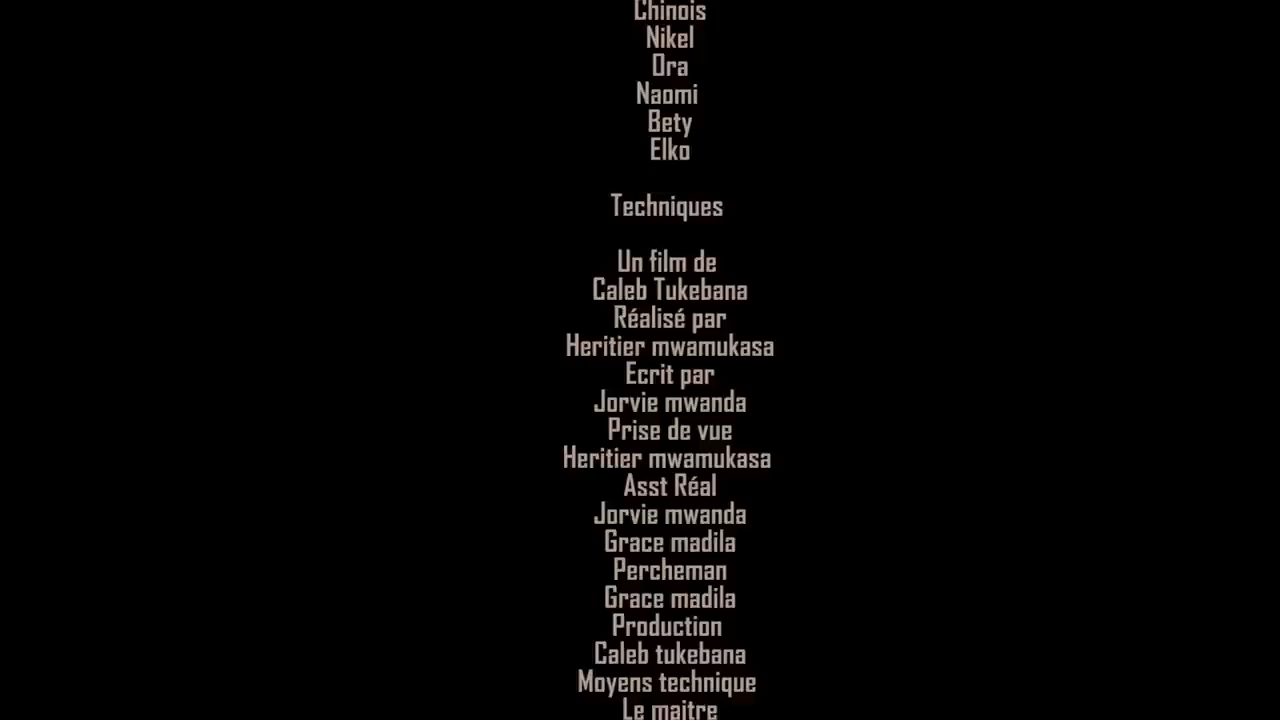 Chinois
Nikel
Ora
Naomi
Bety
Elko
Techniques
Un film de
Caleb Tukebana
Réalisé par
Heritier mwamukasa
Ecrit par
Jorvie mwanda
Prise de vue
Heritier mwamukasa
Asst Réal
Jorvie mwanda
Grace madila
Percheman
Grace madila
Production
Caleb tukebana
Moyens technique
Le maitre